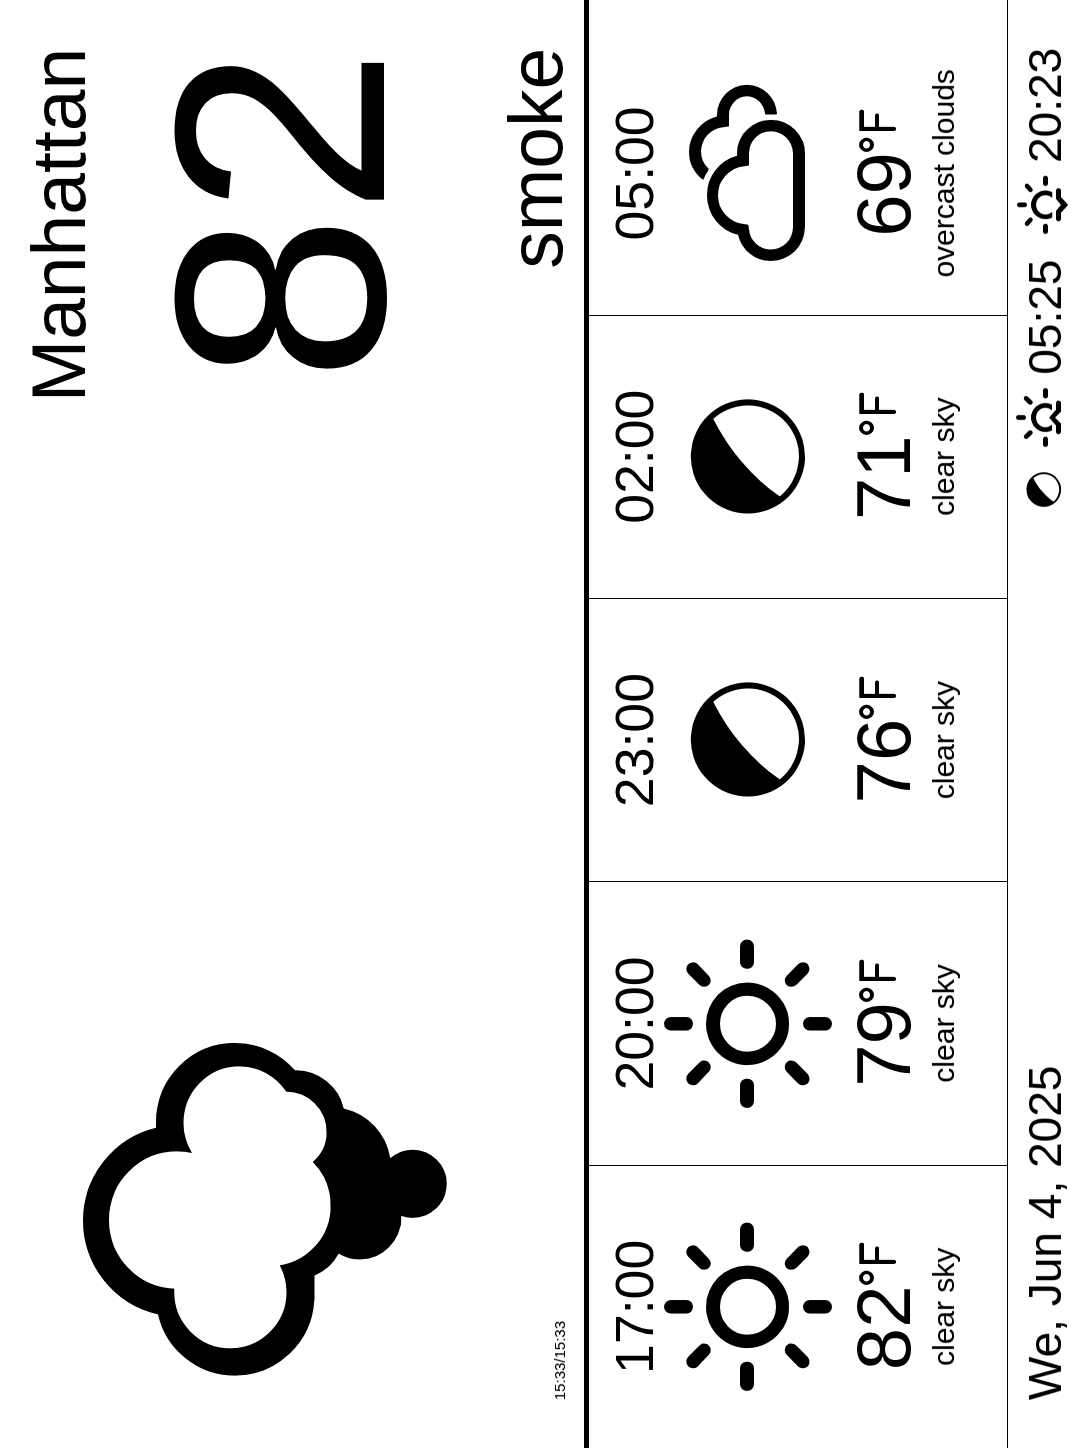 Manhattan
82
smoke
15:33/15:33
17:00
82°F
clear sky
20:00
79°F
clear sky
23:00
76°F
clear sky
02:00
71°F
clear sky
05:00
69°F
overcast clouds
We, Jun 4, 2025
05:25
20:23